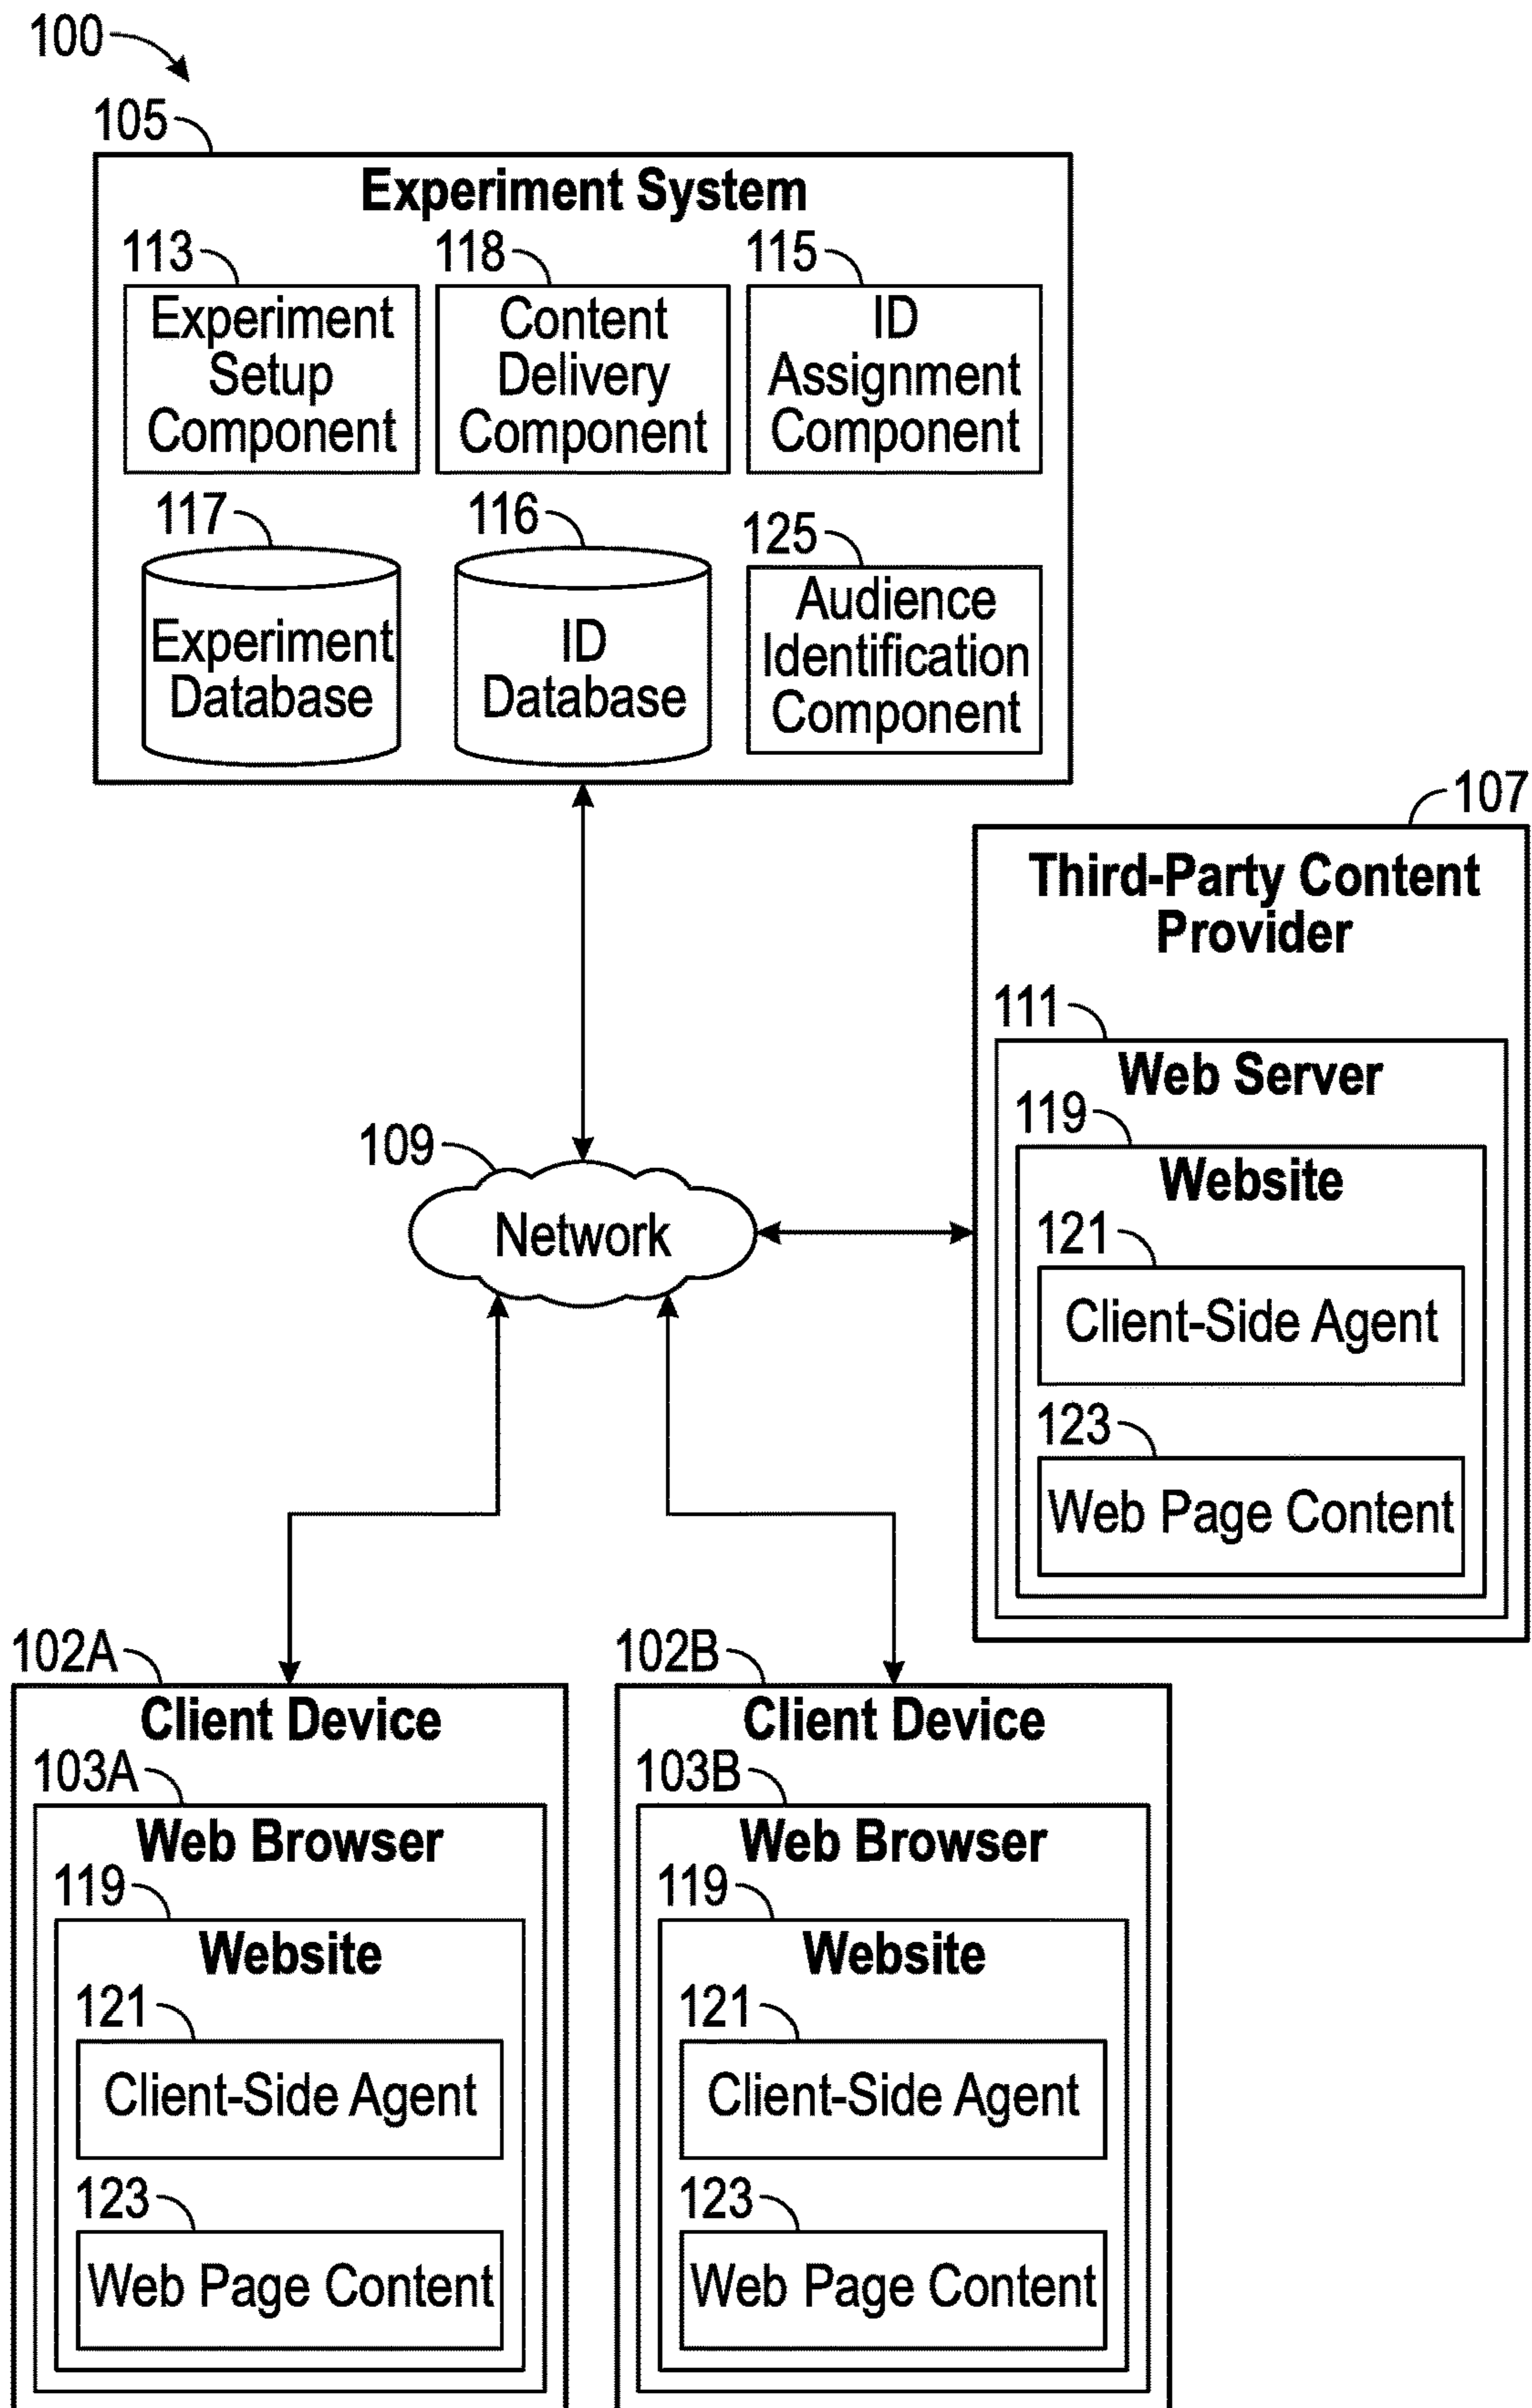 100
105
Experiment System
113
118
115
Experiment
Setup
Component
Content
Delivery
Component
ID
Assignment
Component
117
116
125
Experiment
Database
ID
Database
Audience
Identification
Component
107
Third-Party Content
Provider
111
Web Server
119
Website
121
Client-Side Agent
123
Web Page Content
109
Network
102A
Client Device
103A
Web Browser
119
Website
121
Client-Side Agent
123
Web Page Content
102B
Client Device
103B
Web Browser
119
Website
121
Client-Side Agent
123
Web Page Content